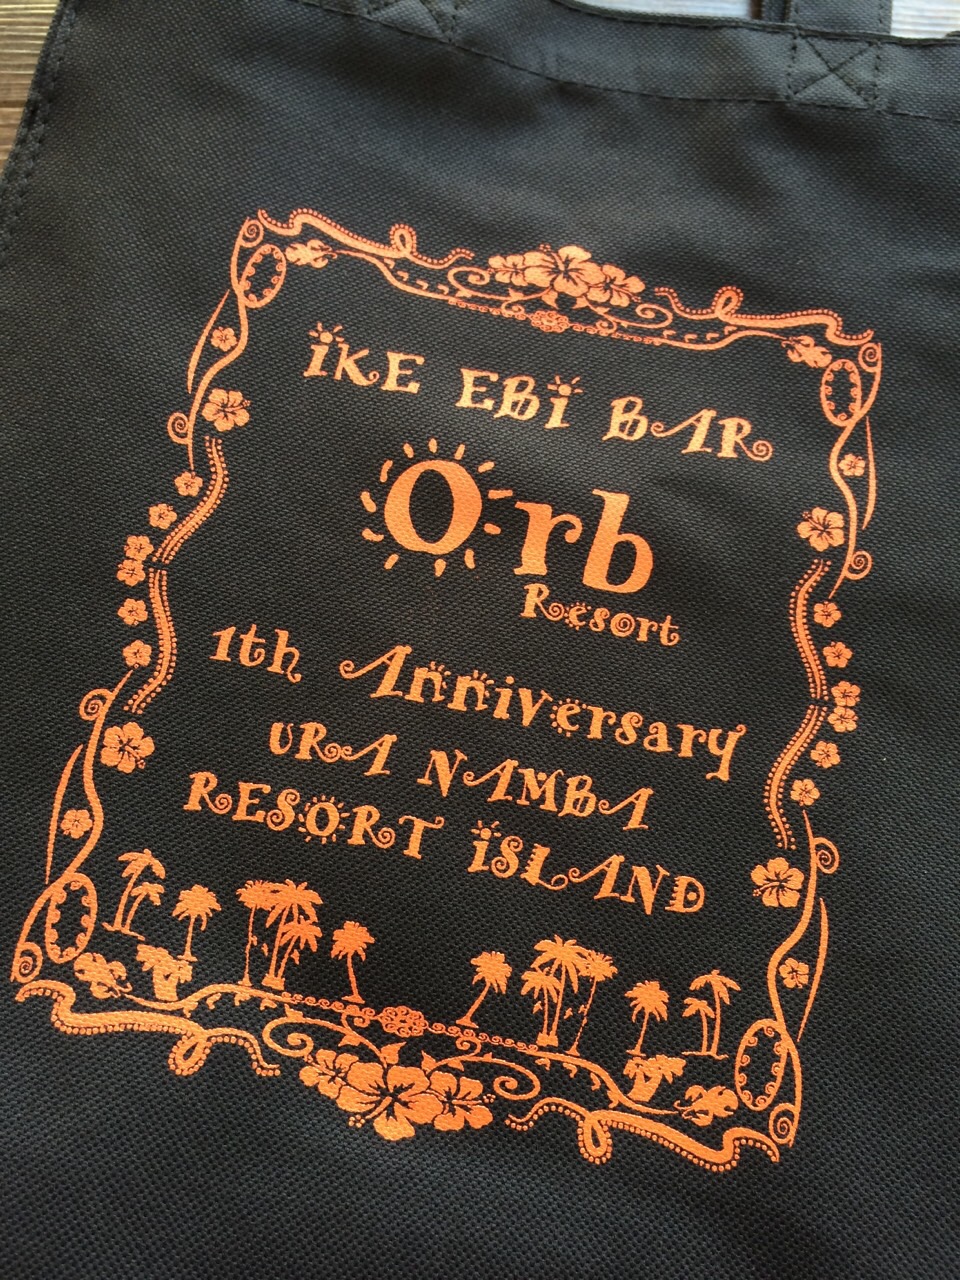 iKE EBi BAR
Orb
Resort
1th Anniversary
URA NAMBA
RESORT iSLAND